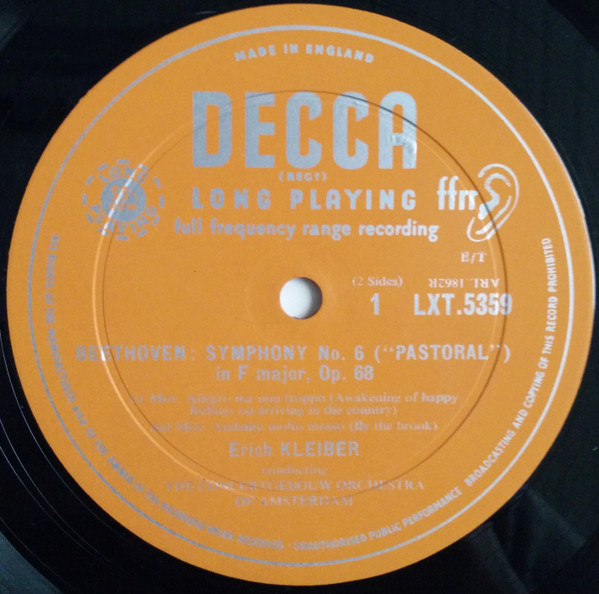 MADE IN ENGLAND
DECCA
(REGD)
LONG PLAYING ffrr
full frequency range recording
E/T
(2 Sides) ARL.1862R
1 LXT.5359
BEETHOVEN: SYMPHONY No. 6 ("PASTORAL")
in F major, Op. 68
1st Mov: Allegro ma non troppo (Awakening of happy
feelings on arriving in the country)
2nd Mov: Andante molto mosso (By the brook)
Erich KLEIBER
conducting
THE CONCERTGEBOUW ORCHESTRA
OF AMSTERDAM
UNAUTHORISED PUBLIC PERFORMANCE BROADCASTING AND COPYING OF THIS RECORD PROHIBITED